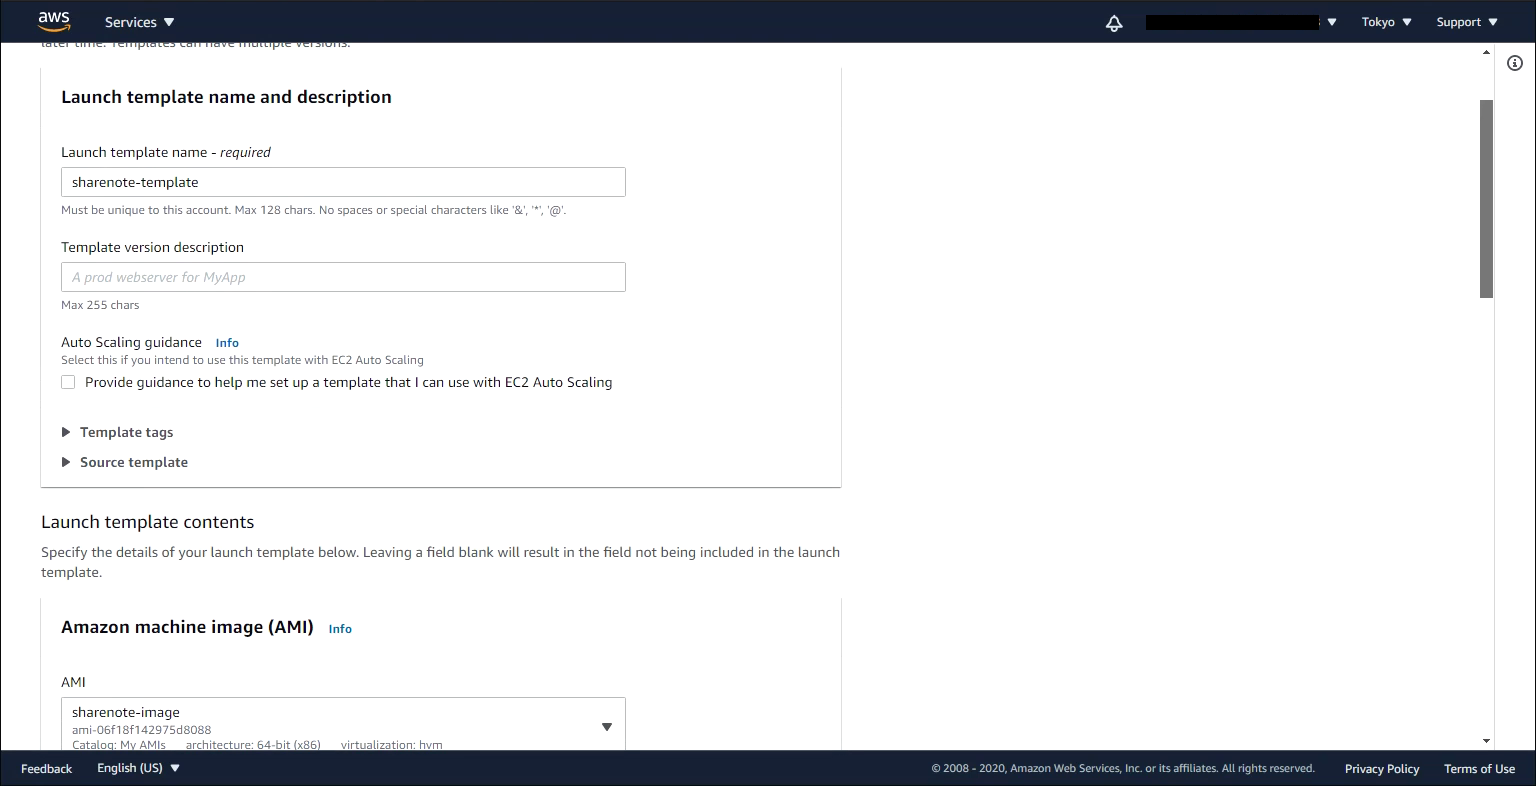 aws Services Tokyo Support
later time. Templates can have multiple versions.
Launch template name and description
Launch template name - required
sharenote-template
Must be unique to this account. Max 128 chars. No spaces or special characters like '&', '*', '@'.
Template version description
A prod webserver for MyApp
Max 255 chars
Auto Scaling guidance Info
Select this if you intend to use this template with EC2 Auto Scaling
Provide guidance to help me set up a template that I can use with EC2 Auto Scaling
Template tags
Source template
Launch template contents
Specify the details of your launch template below. Leaving a field blank will result in the field not being included in the launch
template.
Amazon machine image (AMI) Info
AMI
sharenote-image
ami-06f18f142975d8088
Catalog: My AMIs architecture: 64-bit (x86) virtualization: hvm
Feedback English (US) © 2008 - 2020, Amazon Web Services, Inc. or its affiliates. All rights reserved. Privacy Policy Terms of Use